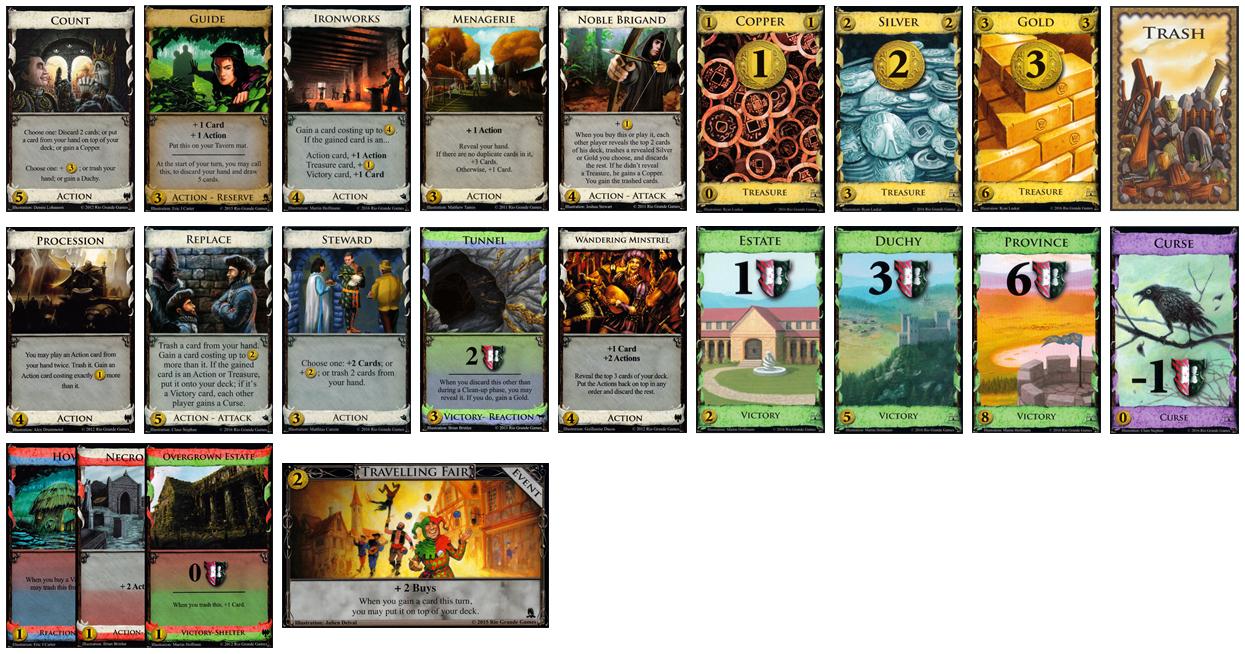 COUNT
Choose one: Discard 2 cards; or put
a card from your hand on top of your
deck; or gain a Copper.
Choose one: + 3 ; or trash your
hand; or gain a Duchy.
5 ACTION
GUIDE
+1 Card
+1 Action
Put this on your Tavern mat.
At the start of your turn, you may call
this, to discard your hand and draw
5 cards.
3 ACTION - RESERVE
IRONWORKS
Gain a card costing up to 4.
If the gained card is an...
Action card, +1 Action
Treasure card, +1
Victory card, +1 Card
4 ACTION
MENAGERIE
+1 Action
Reveal your hand.
If there are no duplicate cards in it,
+3 Cards.
Otherwise, +1 Card.
3 ACTION
NOBLE BRIGAND
+ 1
When you buy this or play it, each
other player reveals the top 2 cards
of his deck, trashes a revealed Silver
or Gold you choose, and discards
the rest. If he didn't reveal
a Treasure, he gains a Copper.
You gain the trashed cards.
4 ACTION - ATTACK
1 COPPER 1
1
0 TREASURE
2 SILVER 2
2
3 TREASURE
3 GOLD 3
3
6 TREASURE
TRASH
PROCESSION
You may play an Action card from
your hand twice. Trash it. Gain an
Action card costing exactly 1 more
than it.
4 ACTION
REPLACE
Trash a card from your hand.
Gain a card costing up to 2
more than it. If the gained
card is an Action or Treasure,
put it onto your deck; if it's
a Victory card, each other
player gains a Curse.
5 ACTION - ATTACK
STEWARD
Choose one: +2 Cards; or
+2; or trash 2 cards from
your hand.
3 ACTION
TUNNEL
2
When you discard this other than
during a Clean-up phase, you may
reveal it. If you do, gain a Gold.
3 VICTORY- REACTION
WANDERING MINSTREL
+1 Card
+2 Actions
Reveal the top 3 cards of your deck.
Put the Actions back on top in any
order and discard the rest.
4 ACTION
ESTATE
1
2 VICTORY
DUCHY
3
5 VICTORY
PROVINCE
6
8 VICTORY
CURSE
-1
0 CURSE
HOV
When you buy a V
may trash this fr
1 REACTION
NECRO
+2 Act
1 ACTION-
OVERGROWN ESTATE
0
When you trash this, +1 Card.
1 VICTORY-SHELTER
2 TRAVELLING FAIR
EVENT
+ 2 Buys
When you gain a card this turn,
you may put it on top of your deck.
Illustration: Julien Delval © 2015 Rio Grande Games